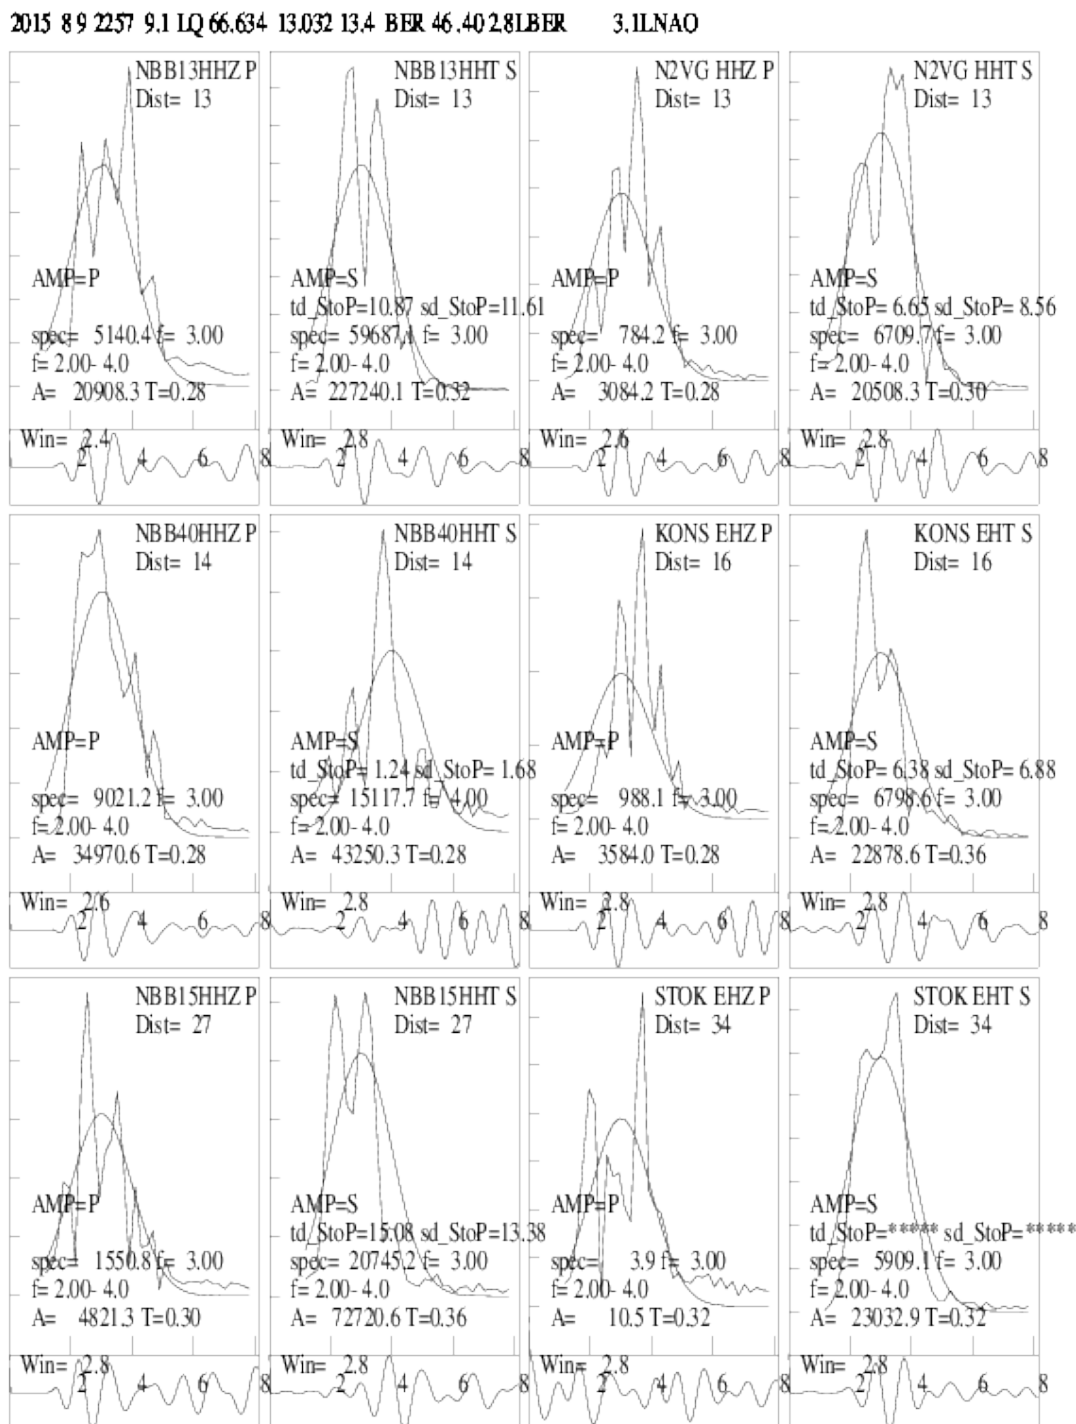 2015 8 9 2257 9.1 LQ 66.634 13.032 13.4 BER 46 .40 2.8LBER 3.1LNAO
NBB13HHZ P
Dist= 13
AMP=P
spec= 5140.4 f= 3.00
f= 2.00- 4.0
A= 20908.3 T=0.28
Win= 2.4
2 4 6 8
NBB13HHT S
Dist= 13
AMP=S
td_StoP=10.87 sd_StoP=11.61
spec= 59687.1 f= 3.00
f= 2.00- 4.0
A= 227240.1 T=0.32
Win= 2.8
2 4 6 8
N2VG HHZ P
Dist= 13
AMP=P
spec= 784.2 f= 3.00
f= 2.00- 4.0
A= 3084.2 T=0.28
Win= 2.6
2 4 6 8
N2VG HHT S
Dist= 13
AMP=S
td_StoP= 6.65 sd_StoP= 8.56
spec= 6709.7 f= 3.00
f= 2.00- 4.0
A= 20508.3 T=0.30
Win= 2.8
2 4 6 8
NBB40HHZ P
Dist= 14
AMP=P
spec= 9021.2 f= 3.00
f= 2.00- 4.0
A= 34970.6 T=0.28
Win= 2.6
2 4 6 8
NBB40HHT S
Dist= 14
AMP=S
td_StoP= 1.24 sd_StoP= 1.68
spec= 15117.7 f= 4.00
f= 2.00- 4.0
A= 43250.3 T=0.28
Win= 2.8
2 4 6 8
KONS EHZ P
Dist= 16
AMP=P
spec= 988.1 f= 3.00
f= 2.00- 4.0
A= 3584.0 T=0.28
Win= 2.8
2 4 6 8
KONS EHT S
Dist= 16
AMP=S
td_StoP= 6.38 sd_StoP= 6.88
spec= 6798.6 f= 3.00
f= 2.00- 4.0
A= 22878.6 T=0.36
Win= 2.8
2 4 6 8
NBB15HHZ P
Dist= 27
AMP=P
spec= 1550.8 f= 3.00
f= 2.00- 4.0
A= 4821.3 T=0.30
Win= 2.8
2 4 6 8
NBB15HHT S
Dist= 27
AMP=S
td_StoP=15.08 sd_StoP=13.38
spec= 20745.2 f= 3.00
f= 2.00- 4.0
A= 72720.6 T=0.36
Win= 2.8
2 4 6 8
STOK EHZ P
Dist= 34
AMP=P
spec= 3.9 f= 3.00
f= 2.00- 4.0
A= 10.5 T=0.32
Win= 2.8
2 4 6 8
STOK EHT S
Dist= 34
AMP=S
td_StoP=***** sd_StoP=*****
spec= 5909.1 f= 3.00
f= 2.00- 4.0
A= 23032.9 T=0.32
Win= 2.8
2 4 6 8